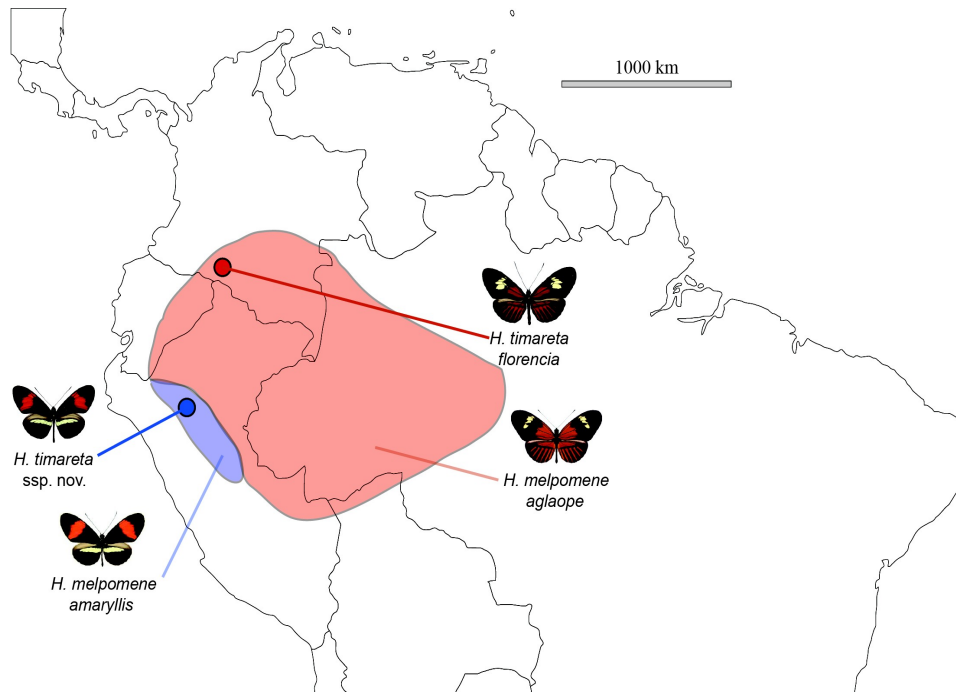 1000 km
H. timareta
florencia
H. timareta
ssp. nov.
H. melpomene
aglaope
H. melpomene
amaryllis